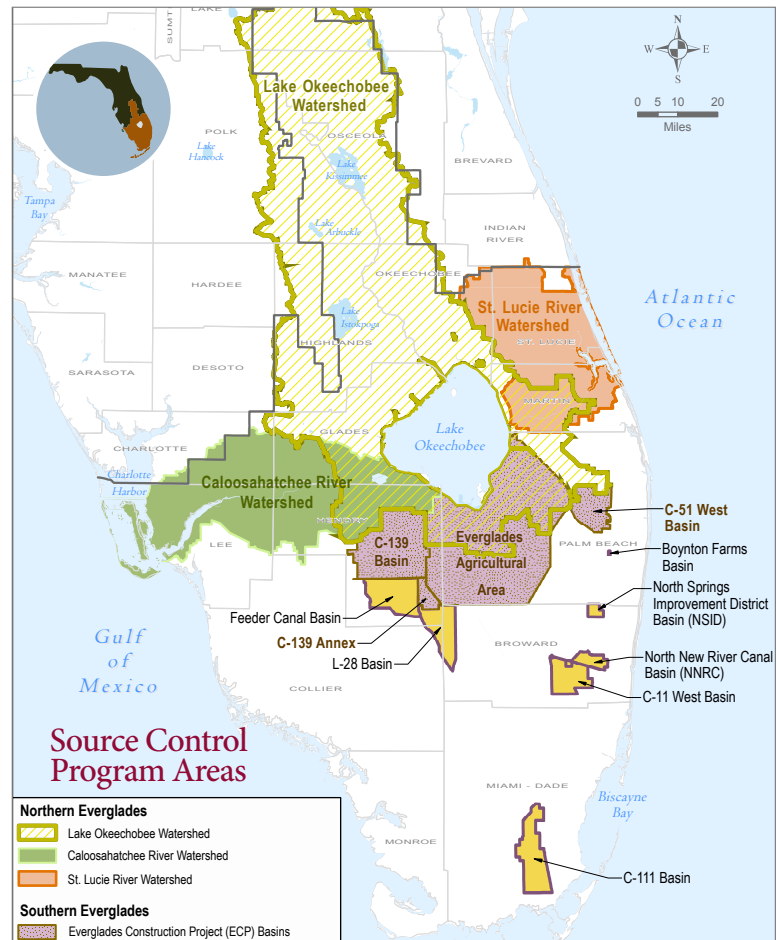 LAKE
SUMT
N
W E
S
0 5 10 20
Miles
Lake Okeechobee
Watershed
POLK
OSCEOLA
Lake
Hancock
Lake
Kissimmee
BREVARD
Tampa
Bay
Lake
Arbuckle
INDIAN
RIVER
MANATEE
HARDEE
OKEECHOBEE
Atlantic
Ocean
St. Lucie River
Watershed
ST. LUCIE
Lake
Istokpoga
HIGHLANDS
SARASOTA
DESOTO
MARTIN
Lake
Okeechobee
GLADES
CHARLOTTE
Charlotte
Harbor
Caloosahatchee River
Watershed
HENDRY
LEE
C-139
Basin
Everglades
Agricultural
Area
PALM BEACH
C-51 West
Basin
Boynton Farms
Basin
North Springs
Improvement District
Basin (NSID)
Feeder Canal Basin
C-139 Annex
L-28 Basin
BROWARD
North New River Canal
Basin (NNRC)
C-11 West Basin
Gulf
of
Mexico
COLLIER
Source Control
Program Areas
MIAMI - DADE
Biscayne
Bay
MONROE
C-111 Basin
Northern Everglades
Lake Okeechobee Watershed
Caloosahatchee River Watershed
St. Lucie River Watershed
Southern Everglades
Everglades Construction Project (ECP) Basins